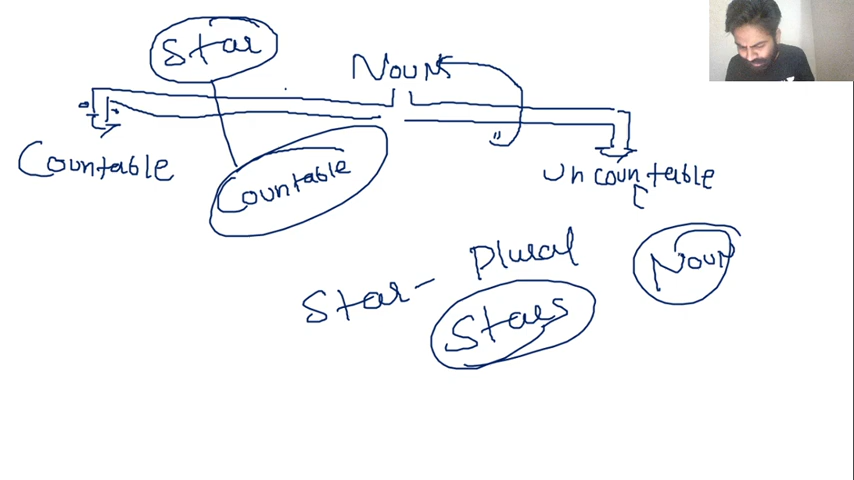 Star
Noun
Countable
Countable
Uncountable
Star - Plural
Stars
Noun